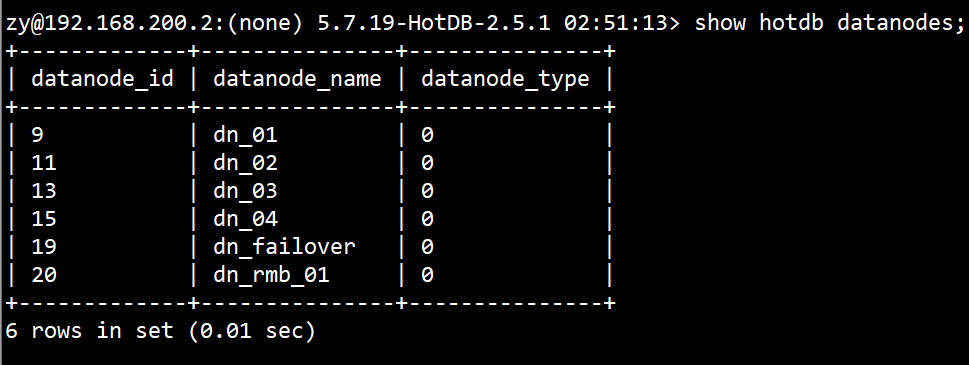 zy@192.168.200.2:(none) 5.7.19-HotDB-2.5.1 02:51:13> show hotdb datanodes;
+-------------+---------------+---------------+
| datanode_id | datanode_name | datanode_type |
+-------------+---------------+---------------+
| 9           | dn_01         | 0             |
| 11          | dn_02         | 0             |
| 13          | dn_03         | 0             |
| 15          | dn_04         | 0             |
| 19          | dn_failover   | 0             |
| 20          | dn_rmb_01     | 0             |
+-------------+---------------+---------------+
6 rows in set (0.01 sec)